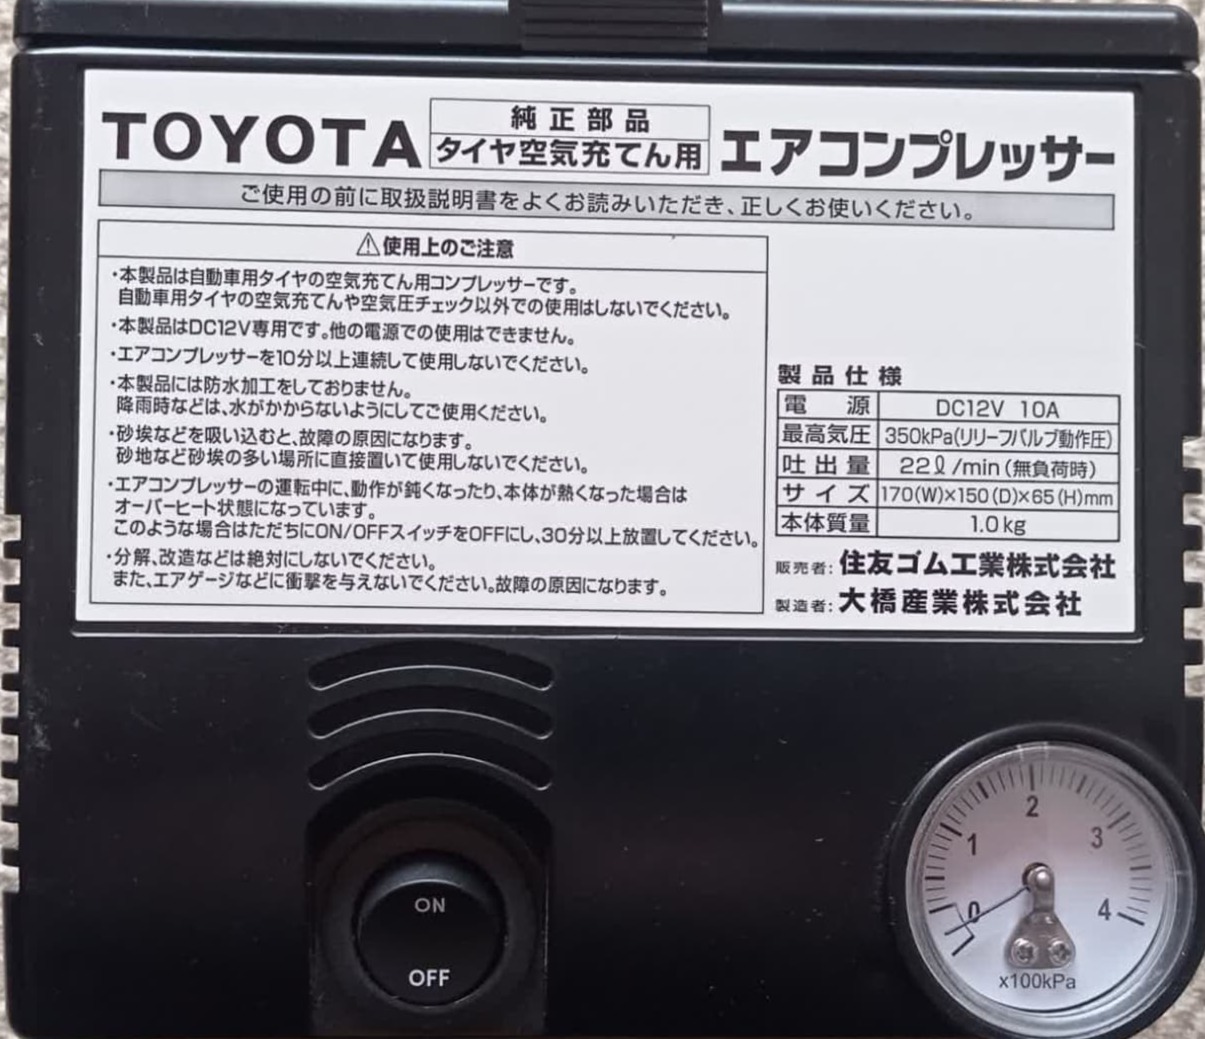 TOYOTA 純正部品 タイヤ空気充てん用 エアコンプレッサー
ご使用の前に取扱説明書をよくお読みいただき、正しくお使いください。
⚠使用上のご注意
・本製品は自動車用タイヤの空気充てん用コンプレッサーです。
自動車用タイヤの空気充てんや空気圧チェック以外での使用はしないでください。
・本製品はDC12V専用です。他の電源での使用はできません。
・エアコンプレッサーを10分以上連続して使用しないでください。
・本製品には防水加工をしておりません。
降雨時などは、水がかからないようにしてご使用ください。
・砂埃などを吸い込むと、故障の原因になります。
砂地など砂埃の多い場所に直接置いて使用しないでください。
・エアコンプレッサーの運転中に、動作が鈍くなったり、本体が熱くなった場合は
オーバーヒート状態になっています。
このような場合はただちにON/OFFスイッチをOFFにし、30分以上放置してください。
・分解、改造などは絶対にしないでください。
また、エアゲージなどに衝撃を与えないでください。故障の原因になります。
製品仕様
電源 DC12V 10A
最高気圧 350kPa(リリーフバルブ動作圧)
吐出量 22ℓ/min(無負荷時)
サイズ 170(W)×150(D)×65(H)mm
本体質量 1.0kg
販売者:住友ゴム工業株式会社
製造者:大橋産業株式会社
ON
OFF
0 1 2 3 4
x100kPa